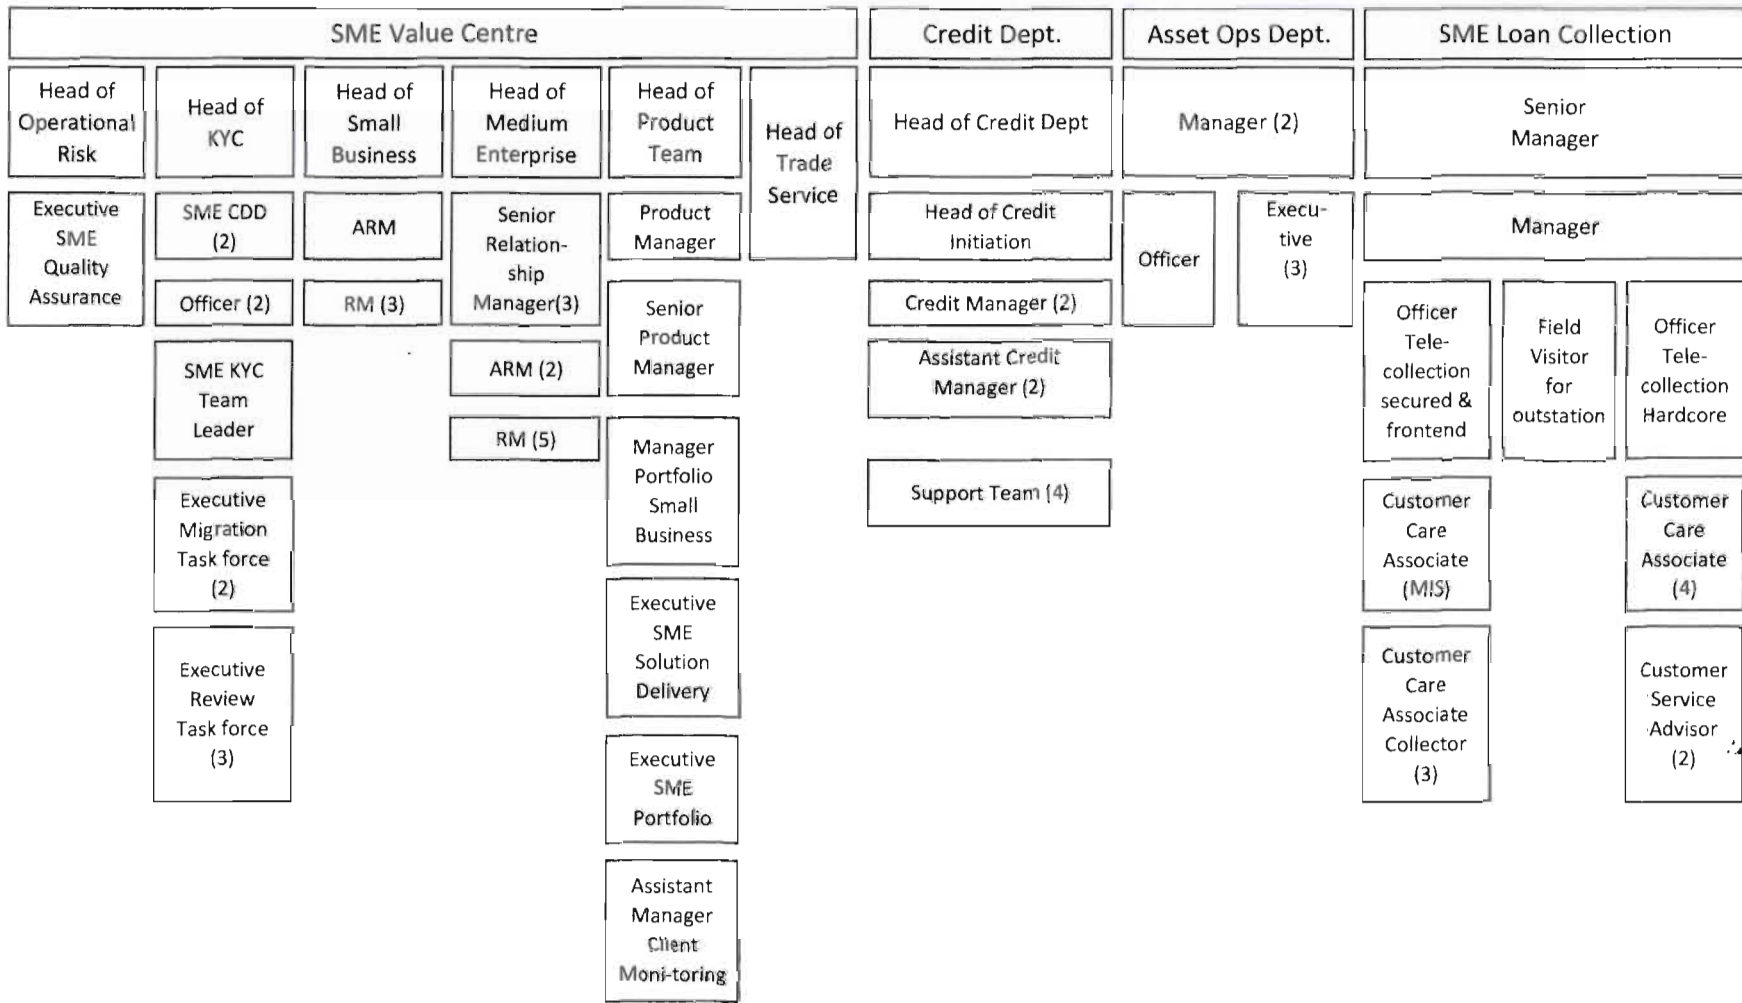 SME Value Centre
Credit Dept.
Asset Ops Dept.
SME Loan Collection
Head of
Operational
Risk
Head of
KYC
Head of
Small
Business
Head of
Medium
Enterprise
Head of
Product
Team
Head of
Trade
Service
Head of Credit Dept
Manager (2)
Senior
Manager
Executive
SME
Quality
Assurance
SME CDD
(2)
ARM
Senior
Relation-
ship
Manager(3)
Product
Manager
Head of Credit
Initiation
Officer
Execu-
tive
(3)
Manager
Officer (2)
RM (3)
Senior
Product
Manager
Credit Manager (2)
Officer
Tele-
collection
secured &
frontend
Field
Visitor
for
outstation
Officer
Tele-
collection
Hardcore
SME KYC
Team
Leader
ARM (2)
Assistant Credit
Manager (2)
RM (5)
Manager
Portfolio
Small
Business
Support Team (4)
Executive
Migration
Task force
(2)
Customer
Care
Associate
(MIS)
Customer
Care
Associate
(4)
Executive
SME
Solution
Delivery
Executive
Review
Task force
(3)
Customer
Care
Associate
Collector
(3)
Customer
Service
Advisor
(2)
Executive
SME
Portfolio
Assistant
Manager
Client
Moni-toring